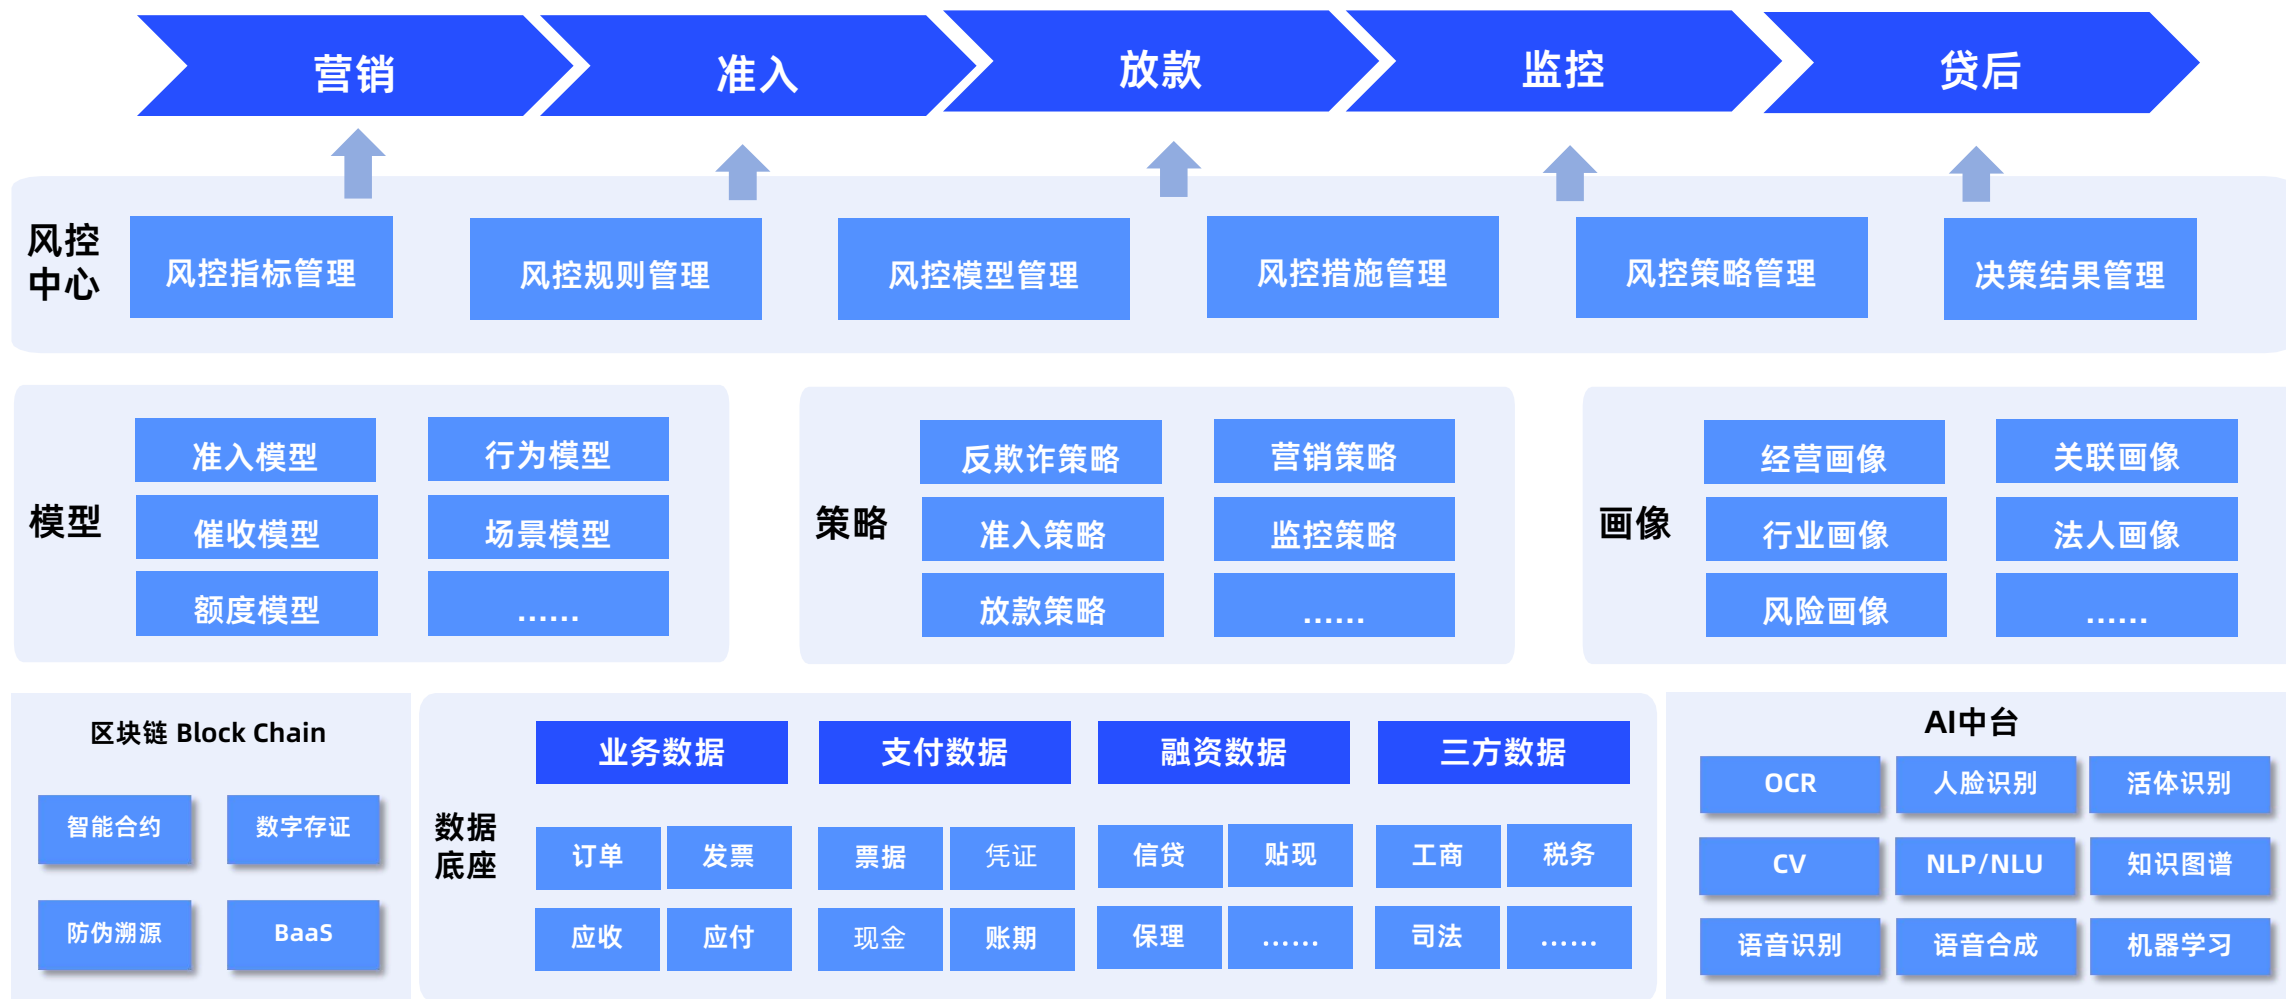 营销
准入
放款
监控
贷后
风控
中心
风控指标管理
风控规则管理
风控模型管理
风控措施管理
风控策略管理
决策结果管理
模型
准入模型
行为模型
催收模型
场景模型
额度模型
......
策略
反欺诈策略
营销策略
准入策略
监控策略
放款策略
......
画像
经营画像
关联画像
行业画像
法人画像
风险画像
......
区块链 Block Chain
智能合约
数字存证
防伪溯源
BaaS
数据
底座
业务数据
支付数据
融资数据
三方数据
订单
发票
票据
凭证
信贷
贴现
工商
税务
应收
应付
现金
账期
保理
......
司法
......
AI中台
OCR
人脸识别
活体识别
CV
NLP/NLU
知识图谱
语音识别
语音合成
机器学习